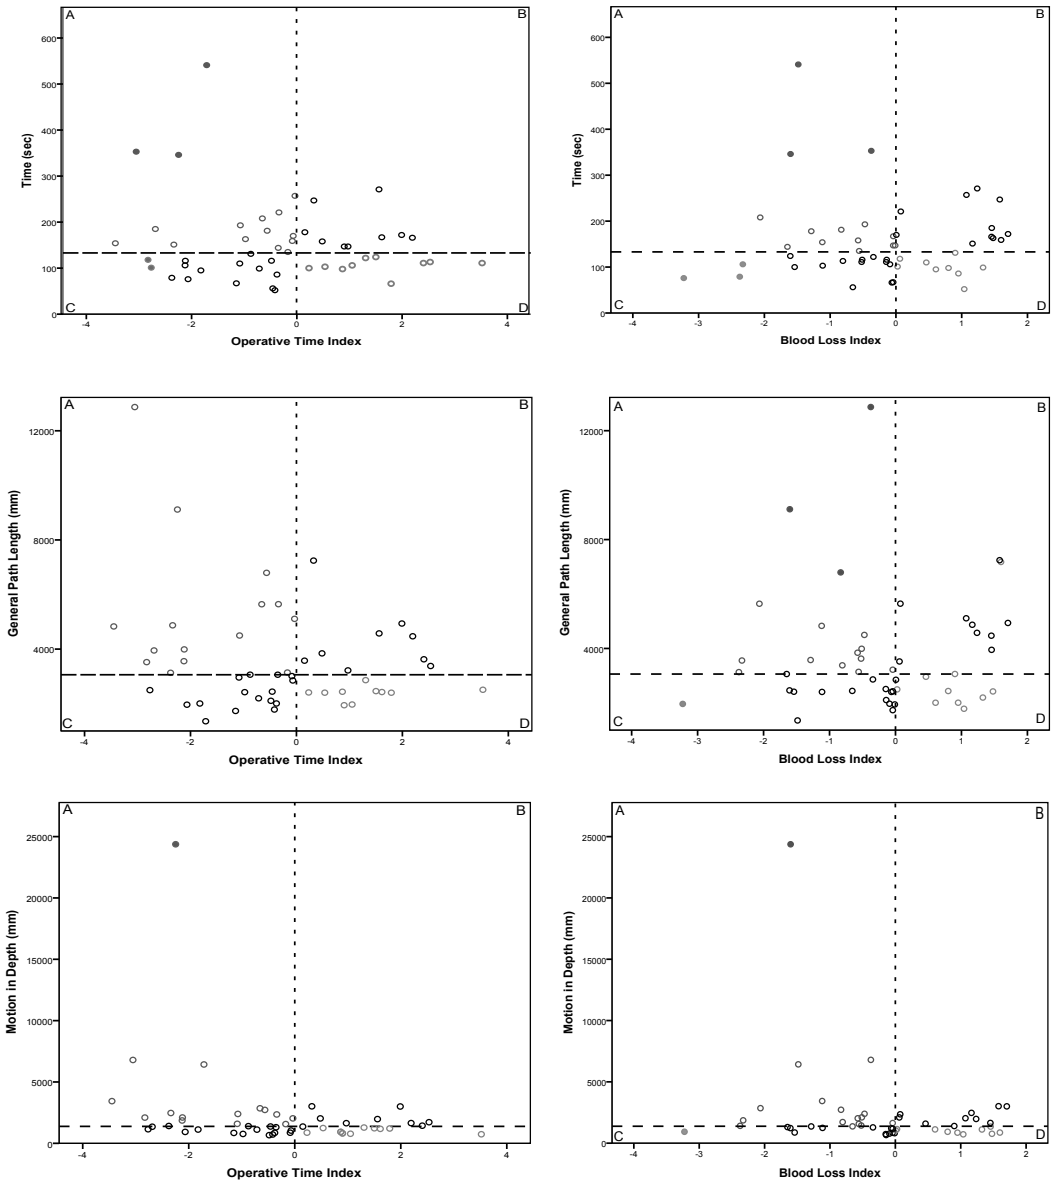 A B
600
500
400
300
200
100
0
Time (sec)
C D
-4 -2 0 2 4
Operative Time Index
A B
600
500
400
300
200
100
0
Time (sec)
C D
-4 -3 -2 -1 0 1 2
Blood Loss Index
A B
12000
8000
4000
General Path Length (mm)
C D
-4 -2 0 2 4
Operative Time Index
A B
12000
8000
4000
General Path Length (mm)
C D
-4 -3 -2 -1 0 1 2
Blood Loss Index
A B
25000
20000
15000
10000
5000
0
Motion in Depth (mm)
-4 -2 0 2 4
Operative Time Index
A B
B
25000
20000
15000
10000
5000
0
Motion in Depth (mm)
C D
-4 -3 -2 -1 0 1 2
Blood Loss Index